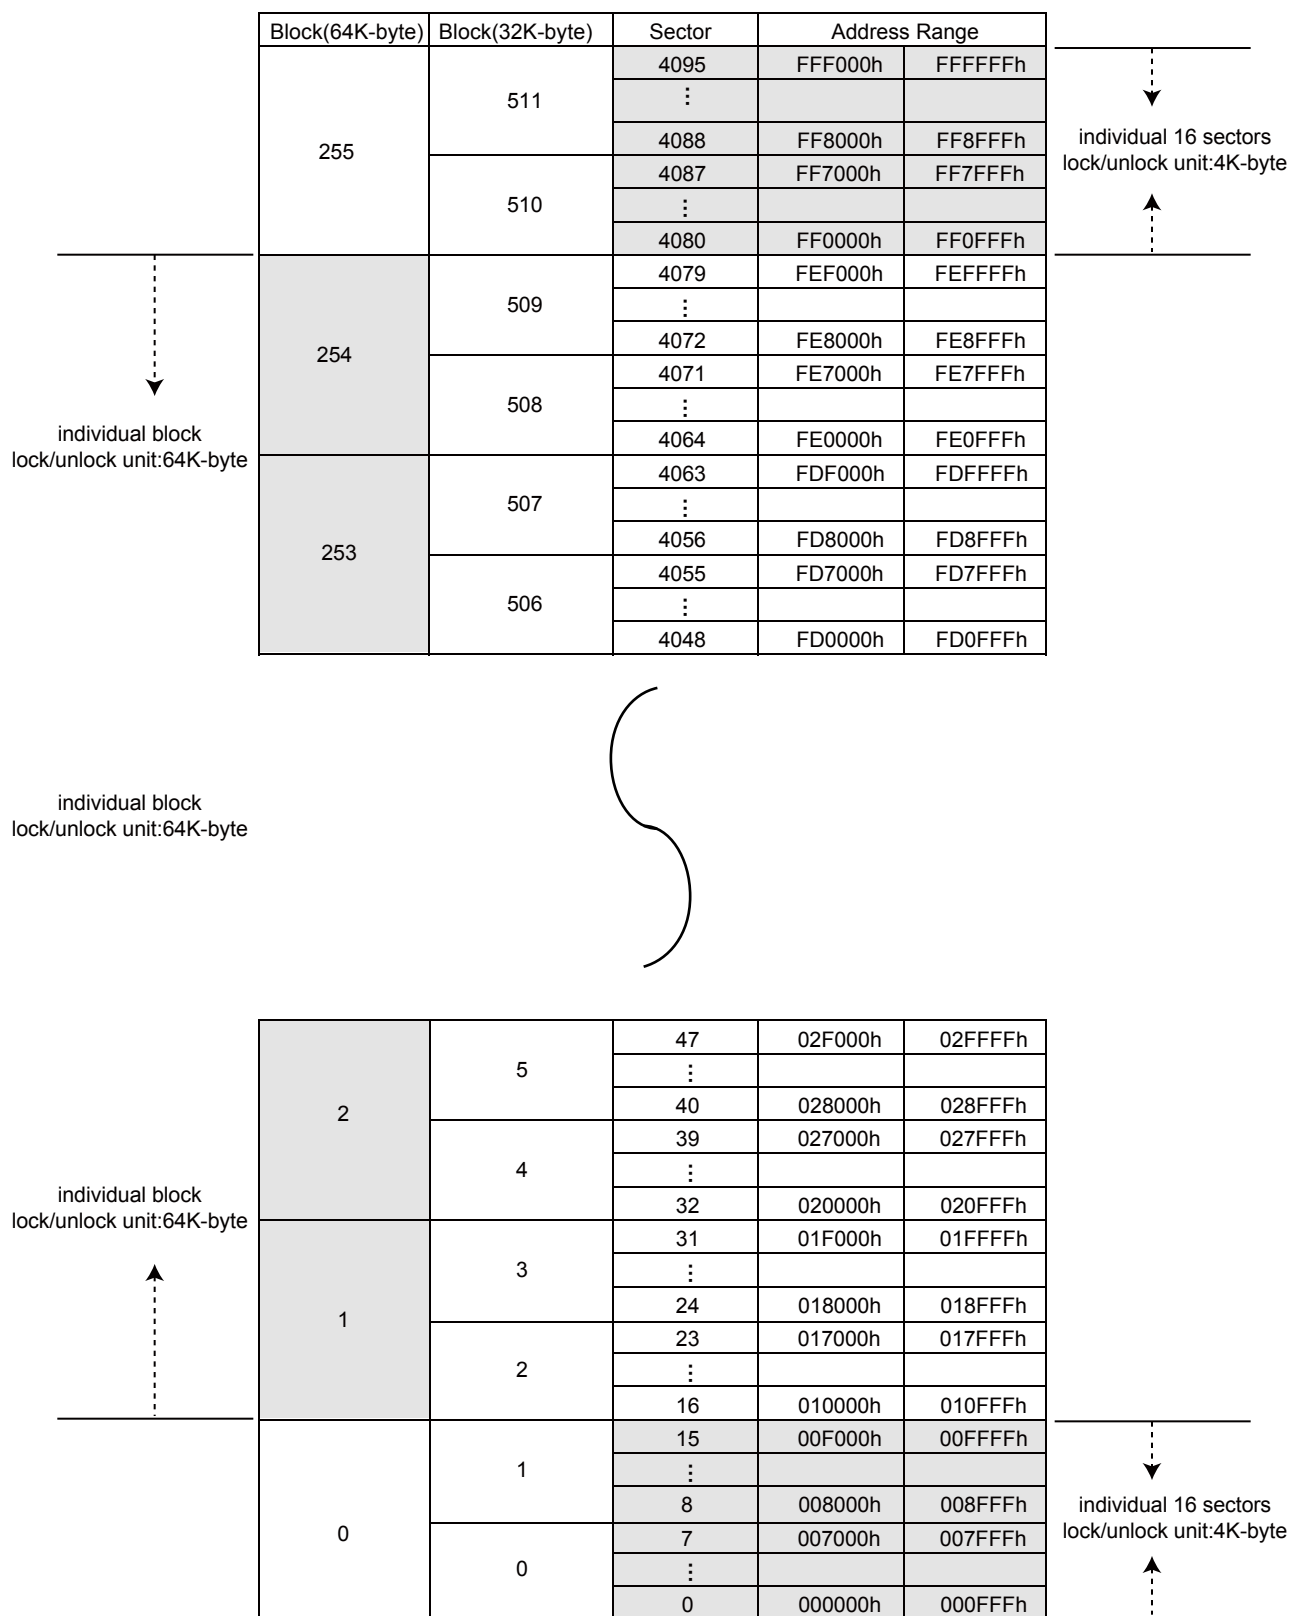 Block(64K-byte) Block(32K-byte) Sector Address Range
4095 FFF000h FFFFFFh
⋮
511
4088 FF8000h FF8FFFh
255
individual 16 sectors
lock/unlock unit:4K-byte
4087 FF7000h FF7FFFh
510
⋮
4080 FF0000h FF0FFFh
4079 FEF000h FEFFFFh
509
⋮
4072 FE8000h FE8FFFh
254
4071 FE7000h FE7FFFh
508
⋮
individual block
lock/unlock unit:64K-byte
4064 FE0000h FE0FFFh
4063 FDF000h FDFFFFh
507
⋮
4056 FD8000h FD8FFFh
253
4055 FD7000h FD7FFFh
506
⋮
4048 FD0000h FD0FFFh
individual block
lock/unlock unit:64K-byte
47 02F000h 02FFFFh
5
⋮
40 028000h 028FFFh
2
39 027000h 027FFFh
4
⋮
individual block
lock/unlock unit:64K-byte
32 020000h 020FFFh
31 01F000h 01FFFFh
3
⋮
24 018000h 018FFFh
1
23 017000h 017FFFh
2
⋮
16 010000h 010FFFh
15 00F000h 00FFFFh
1
⋮
8 008000h 008FFFh
individual 16 sectors
lock/unlock unit:4K-byte
0
7 007000h 007FFFh
0
⋮
0 000000h 000FFFh